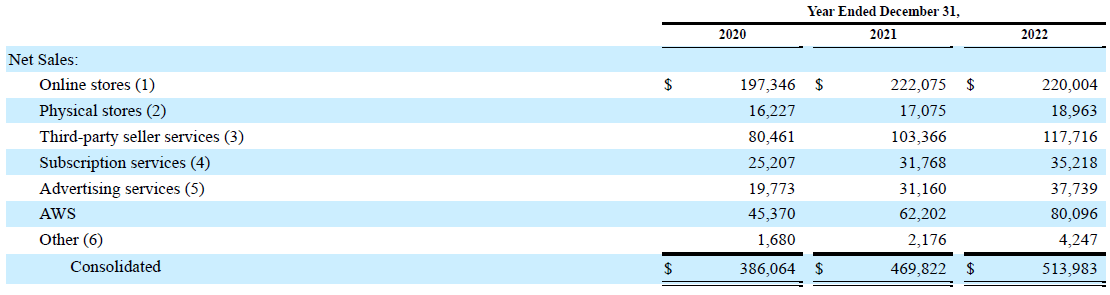 Year Ended December 31,
2020 2021 2022
Net Sales:
Online stores (1) $ 197,346 $ 222,075 $ 220,004
Physical stores (2) 16,227 17,075 18,963
Third-party seller services (3) 80,461 103,366 117,716
Subscription services (4) 25,207 31,768 35,218
Advertising services (5) 19,773 31,160 37,739
AWS 45,370 62,202 80,096
Other (6) 1,680 2,176 4,247
Consolidated $ 386,064 $ 469,822 $ 513,983